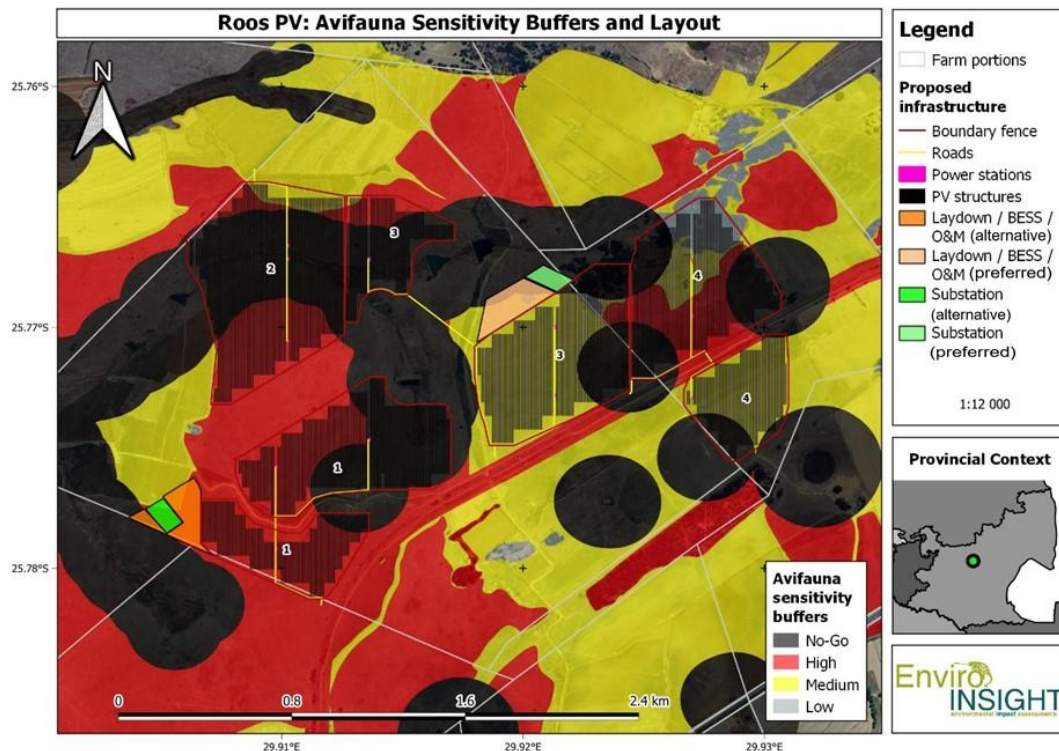 Roos PV: Avifauna Sensitivity Buffers and Layout
25.76°S
25.77°S
25.78°S
29.91°E
29.92°E
29.93°E
N
2
3
3
4
4
1
1
0
0.8
1.6
2.4 km
Avifauna
sensitivity
buffers
No-Go
High
Medium
Low
Legend
Farm portions
Proposed
infrastructure
Boundary fence
Roads
Power stations
PV structures
Laydown / BESS /
O&M (alternative)
Laydown / BESS /
O&M (preferred)
Substation
(alternative)
Substation
(preferred)
1:12 000
Provincial Context
Enviro
INSIGHT
environmental impact assessments